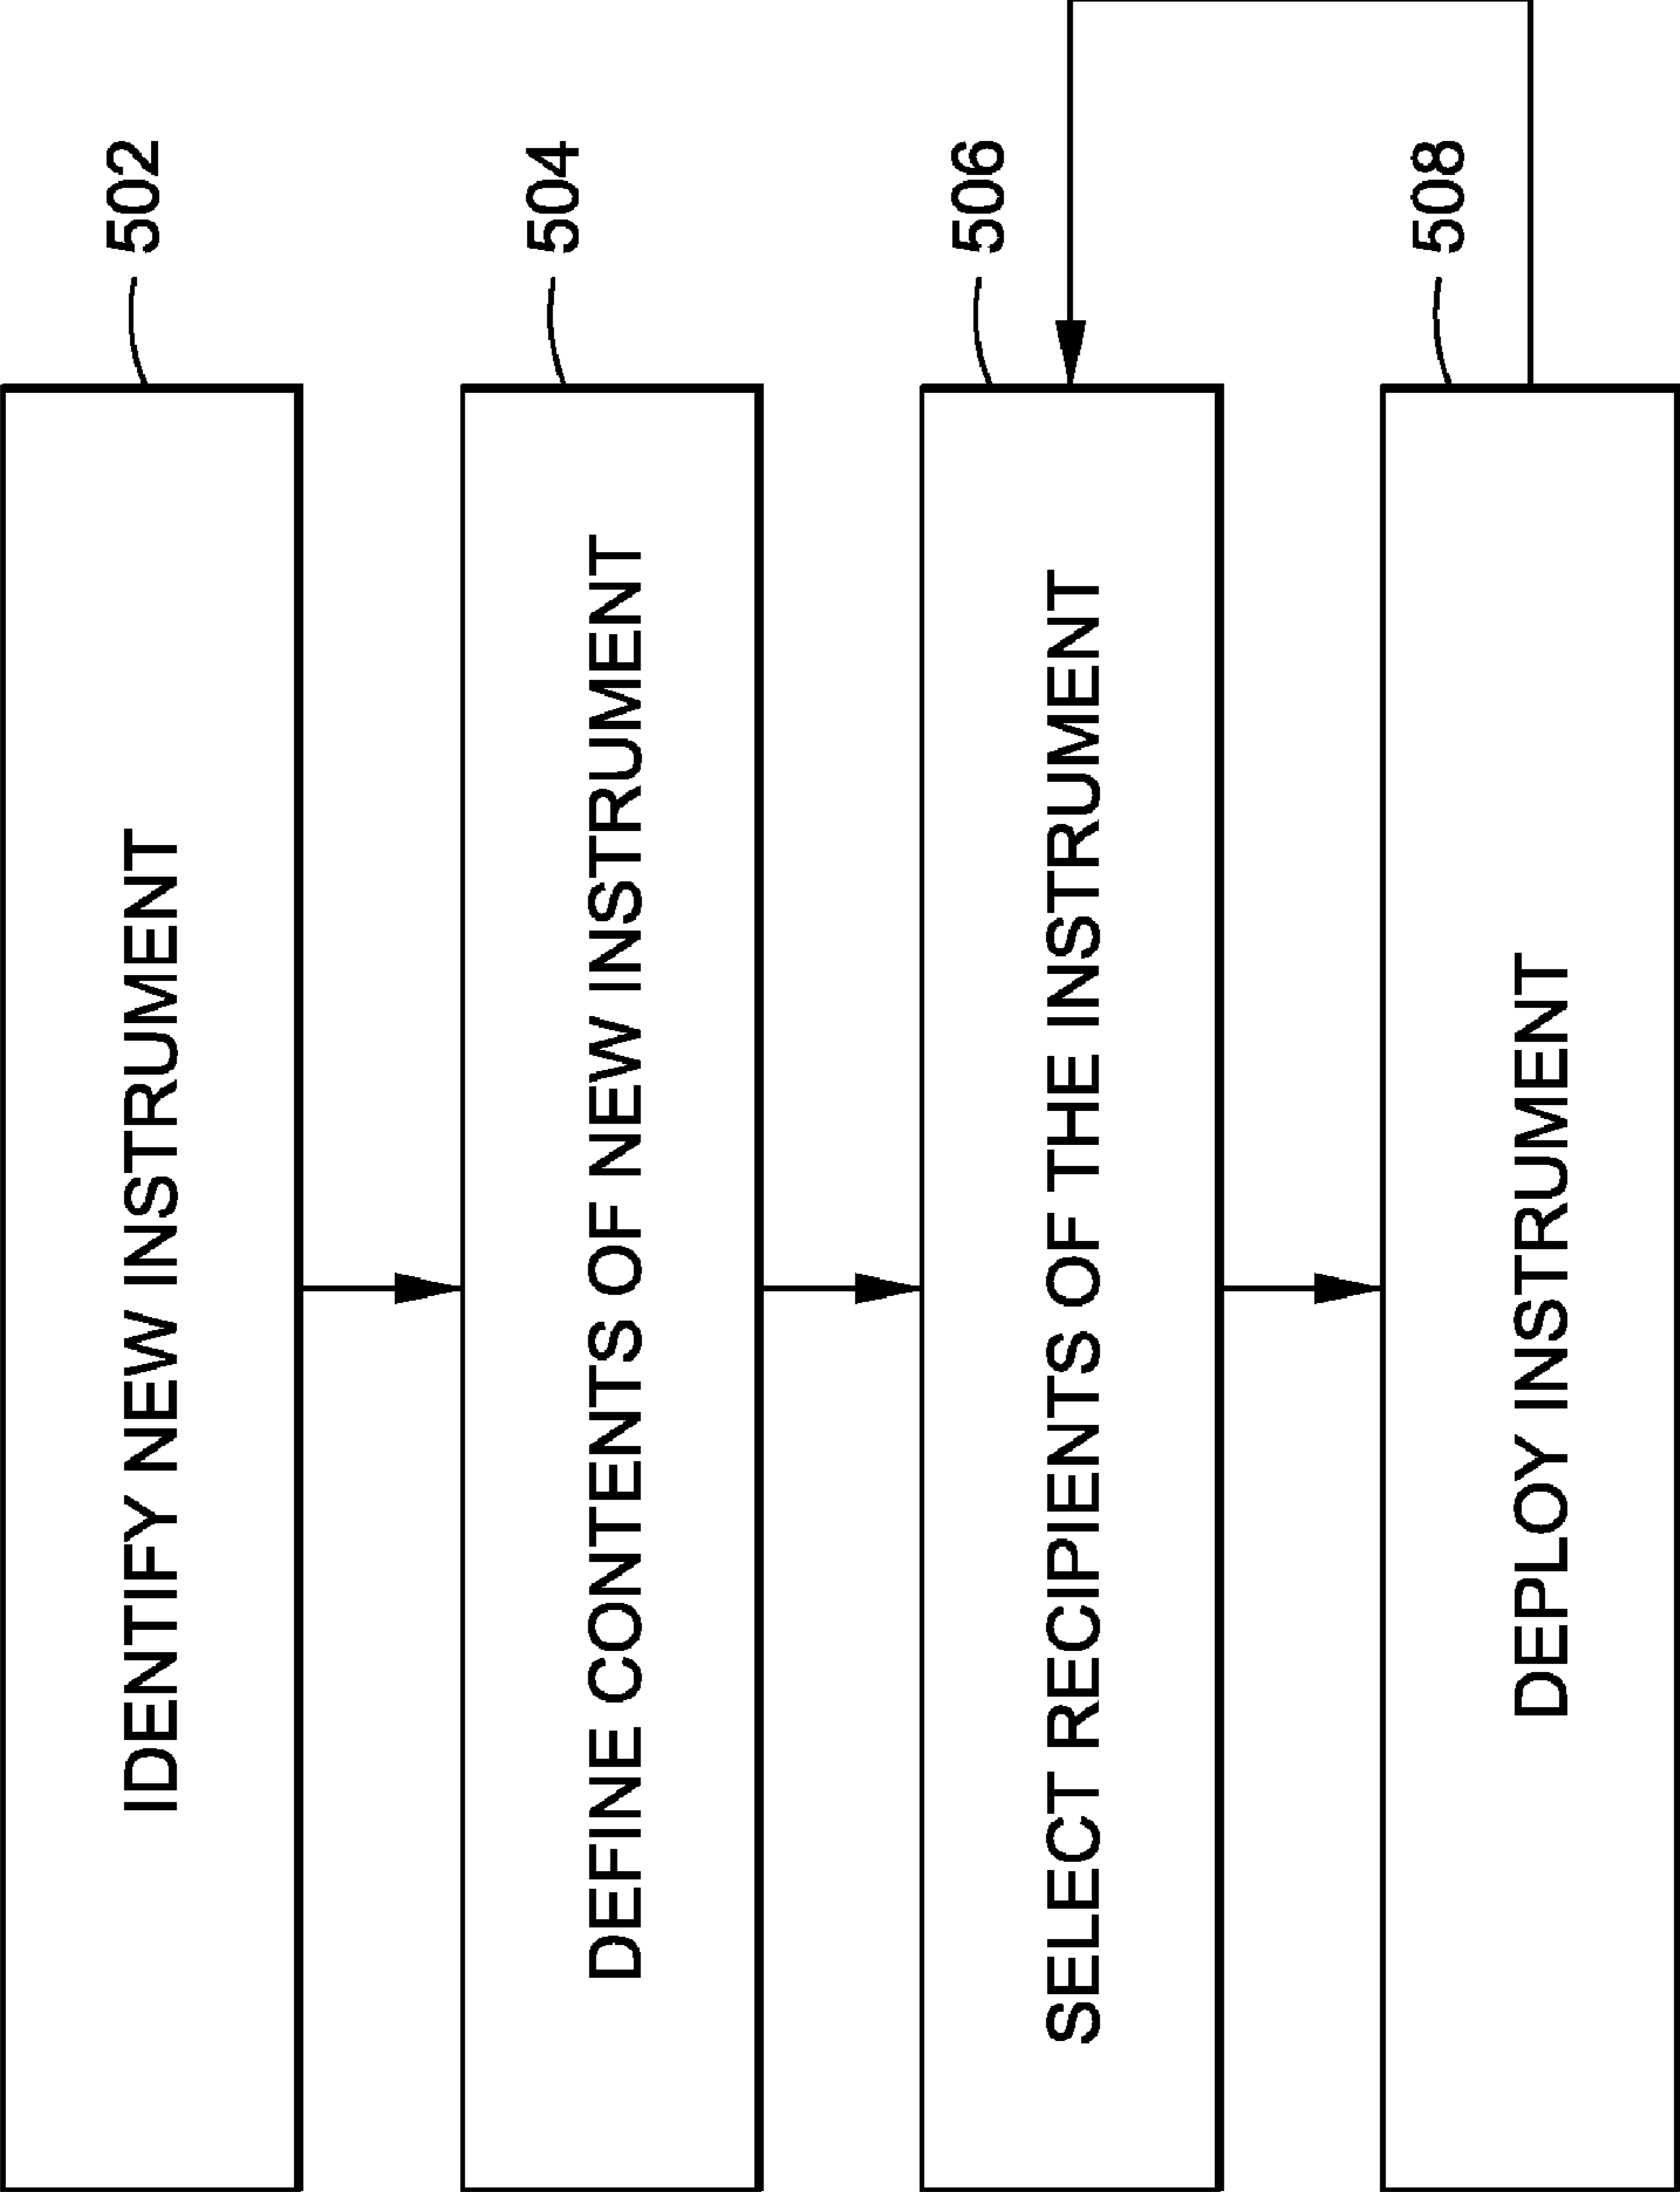 IDENTIFY NEW INSTRUMENT
502
DEFINE CONTENTS OF NEW INSTRUMENT
504
SELECT RECIPIENTS OF THE INSTRUMENT
506
DEPLOY INSTRUMENT
508